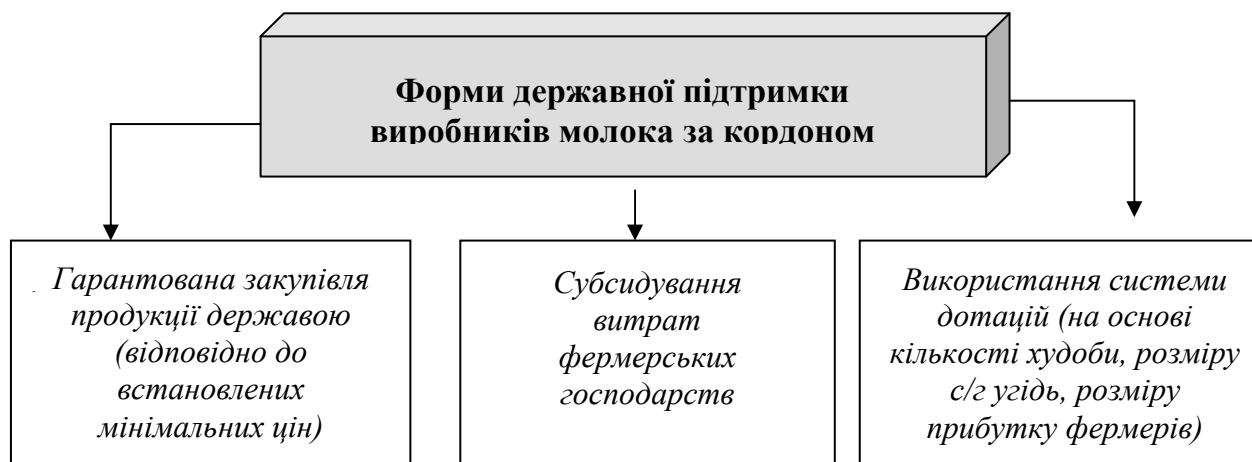 Форми державної підтримки
виробників молока за кордоном
Гарантована закупівля
продукції державою
(відповідно до
встановлених
мінімальних цін)
Субсидування
витрат
фермерських
господарств
Використання системи
дотацій (на основі
кількості худоби, розміру
с/г угідь, розміру
прибутку фермерів)